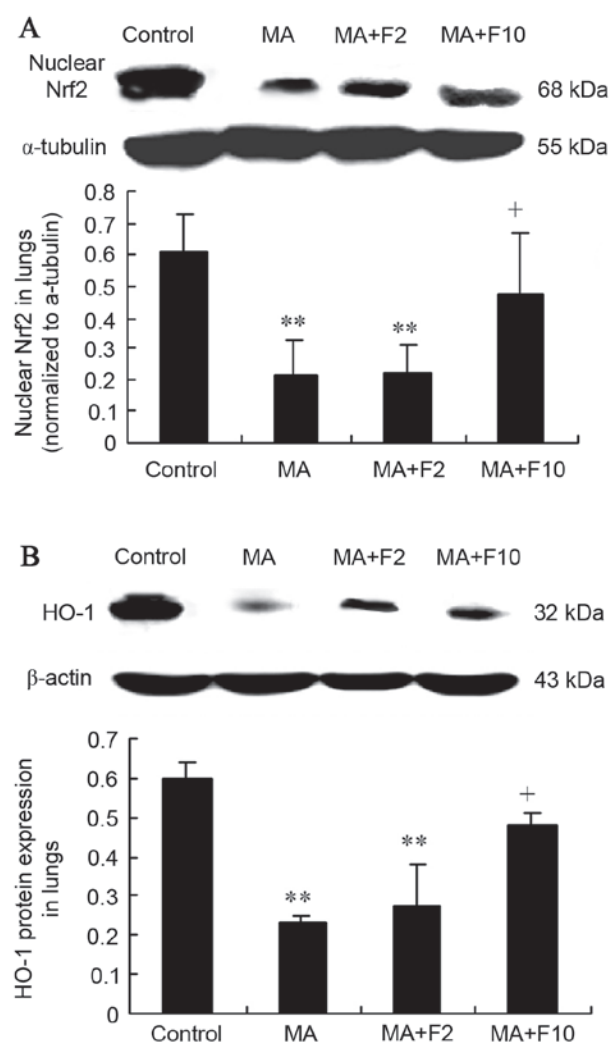 A
Control MA MA+F2 MA+F10
Nuclear
Nrf2
68 kDa
α-tubulin
55 kDa
0.8
0.7
0.6
0.5
0.4
0.3
0.2
0.1
0
Nuclear Nrf2 in lungs
(normalized to a-tubulin)
** ** +
Control MA MA+F2 MA+F10
B
Control MA MA+F2 MA+F10
HO-1
32 kDa
β-actin
43 kDa
0.7
0.6
0.5
0.4
0.3
0.2
0.1
0
HO-1 protein expression
in lungs
** ** +
Control MA MA+F2 MA+F10